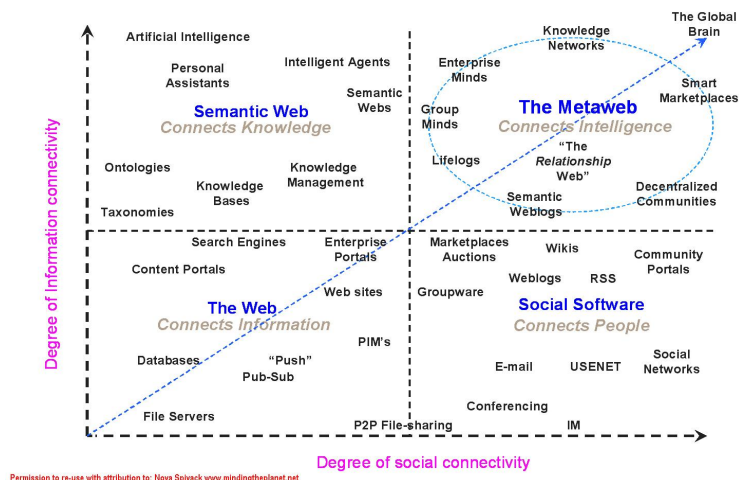 The Global
Brain
Artificial Intelligence
Knowledge
Networks
Personal
Assistants
Intelligent Agents
Enterprise
Minds
Semantic
Webs
Smart
Marketplaces
Semantic Web
Connects Knowledge
Group
Minds
The Metaweb
Connects Intelligence
“The
Relationship
Web”
Lifelogs
Ontologies
Knowledge
Management
Knowledge
Bases
Taxonomies
Semantic
Weblogs
Decentralized
Communities
Degree of Information connectivity
Search Engines
Enterprise
Portals
Content Portals
Marketplaces
Auctions
Wikis
Community
Portals
Web sites
Groupware
Weblogs
RSS
The Web
Connects Information
Social Software
Connects People
PIM's
Databases
“Push”
Pub-Sub
E-mail
USENET
Social
Networks
File Servers
P2P File-sharing
Conferencing
IM
Degree of social connectivity
Permission to re-use with attribution to: Nova Spivack www.mindingtheplanet.net